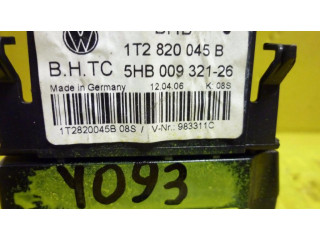 1T2 820 045 B
B.H.TC 5HB 009 321-26
Made in Germany 12.04.06 K: 08S
1T2820045B 08S / V-Nr.: 983311C
Y093